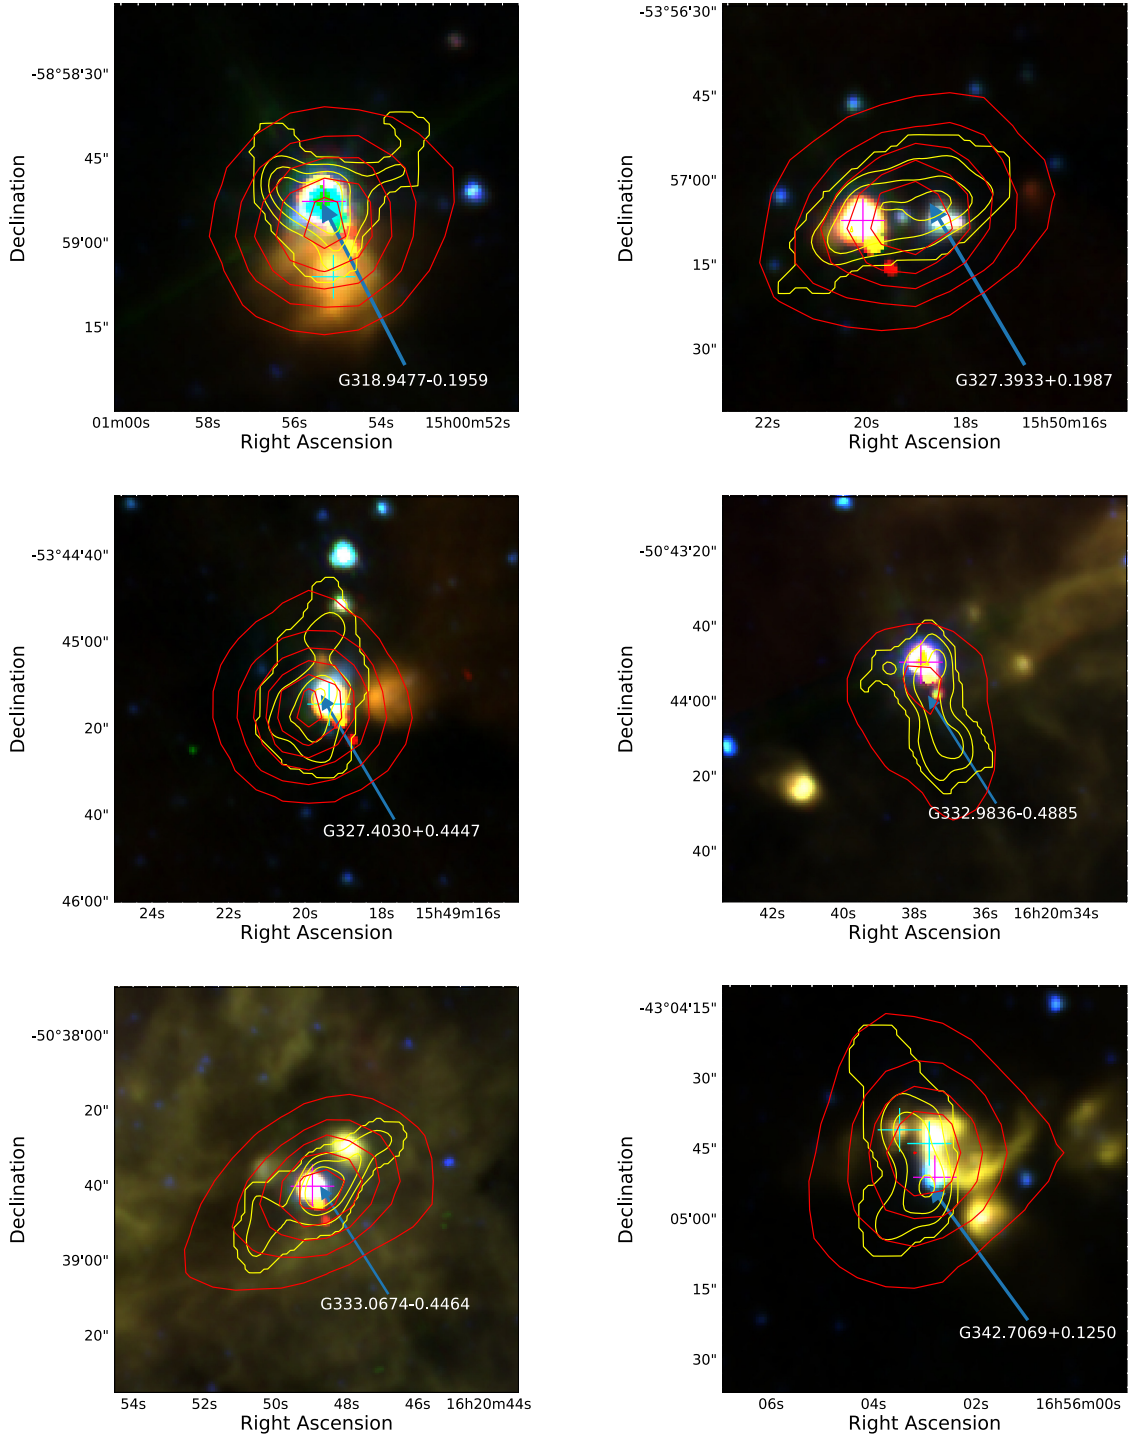 -58°58'30"
45"
59'00"
15"
Declination
G318.9477-0.1959
01m00s 58s 56s 54s 15h00m52s
Right Ascension
-53°56'30"
45"
57'00"
15"
30"
Declination
G327.3933+0.1987
22s 20s 18s 15h50m16s
Right Ascension
-53°44'40"
45'00"
20"
40"
46'00"
Declination
G327.4030+0.4447
24s 22s 20s 18s 15h49m16s
Right Ascension
-50°43'20"
40"
44'00"
20"
40"
Declination
G332.9836-0.4885
42s 40s 38s 36s 16h20m34s
Right Ascension
-50°38'00"
20"
40"
39'00"
20"
Declination
G333.0674-0.4464
54s 52s 50s 48s 46s 16h20m44s
Right Ascension
-43°04'15"
30"
45"
05'00"
15"
30"
Declination
G342.7069+0.1250
06s 04s 02s 16h56m00s
Right Ascension